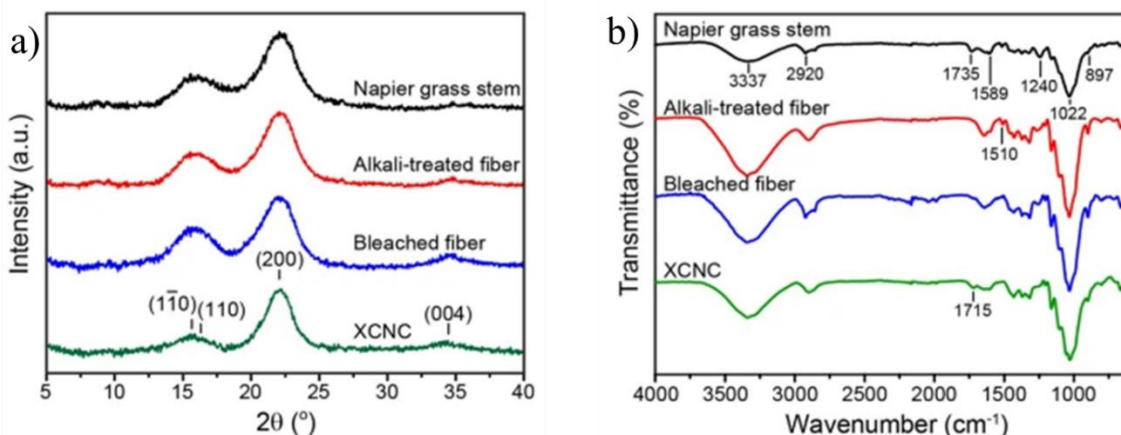 a)
Napier grass stem
Alkali-treated fiber
Bleached fiber
(200)
(11̅0)
(110)
XCNC
(004)
Intensity (a.u.)
5 10 15 20 25 30 35 40
2θ (°)
b)
Napier grass stem
3337
2920
1735
1589
1240
897
1022
Alkali-treated fiber
1510
Bleached fiber
XCNC
1715
Transmittance (%)
4000 3500 3000 2500 2000 1500 1000
Wavenumber (cm⁻¹)